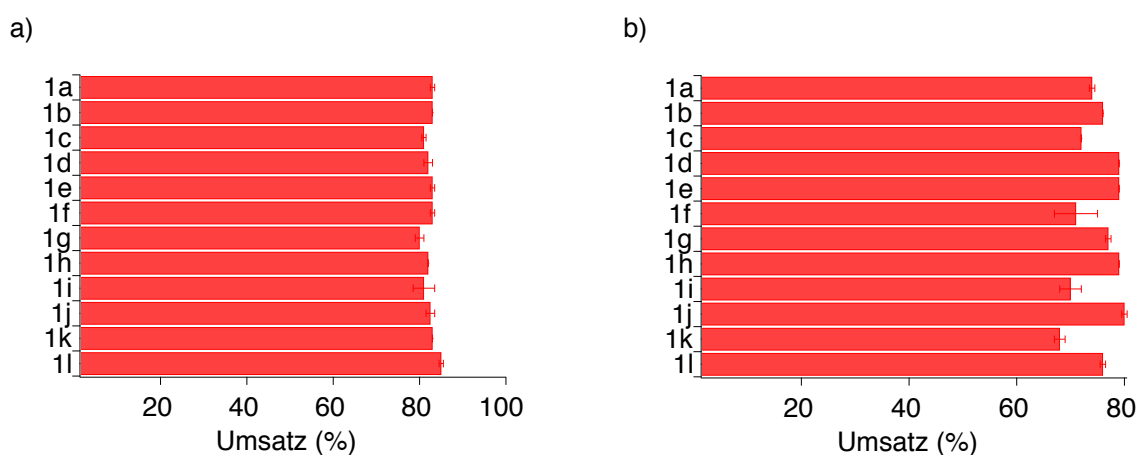 a)
1a
1b
1c
1d
1e
1f
1g
1h
1i
1j
1k
1l
20 40 60 80 100
Umsatz (%)
b)
1a
1b
1c
1d
1e
1f
1g
1h
1i
1j
1k
1l
20 40 60 80
Umsatz (%)